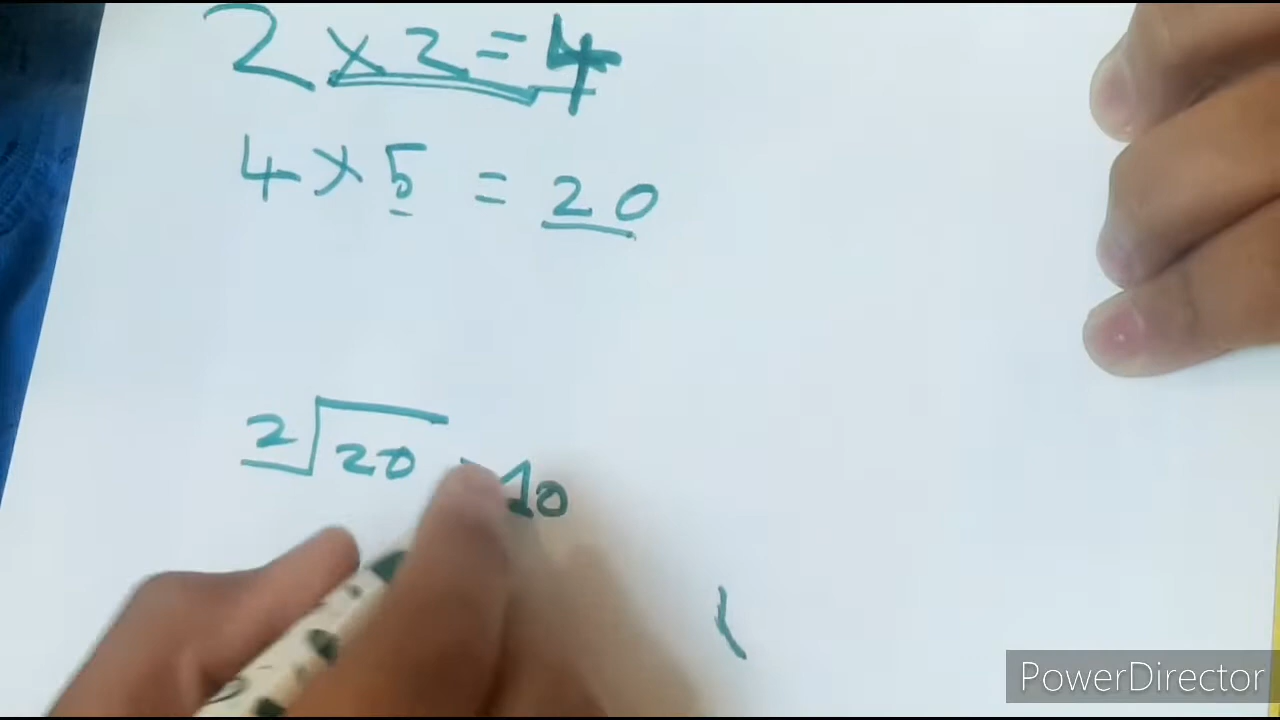 2 × 2 = 4
4 × 5 = 20
2 20 10
PowerDirector